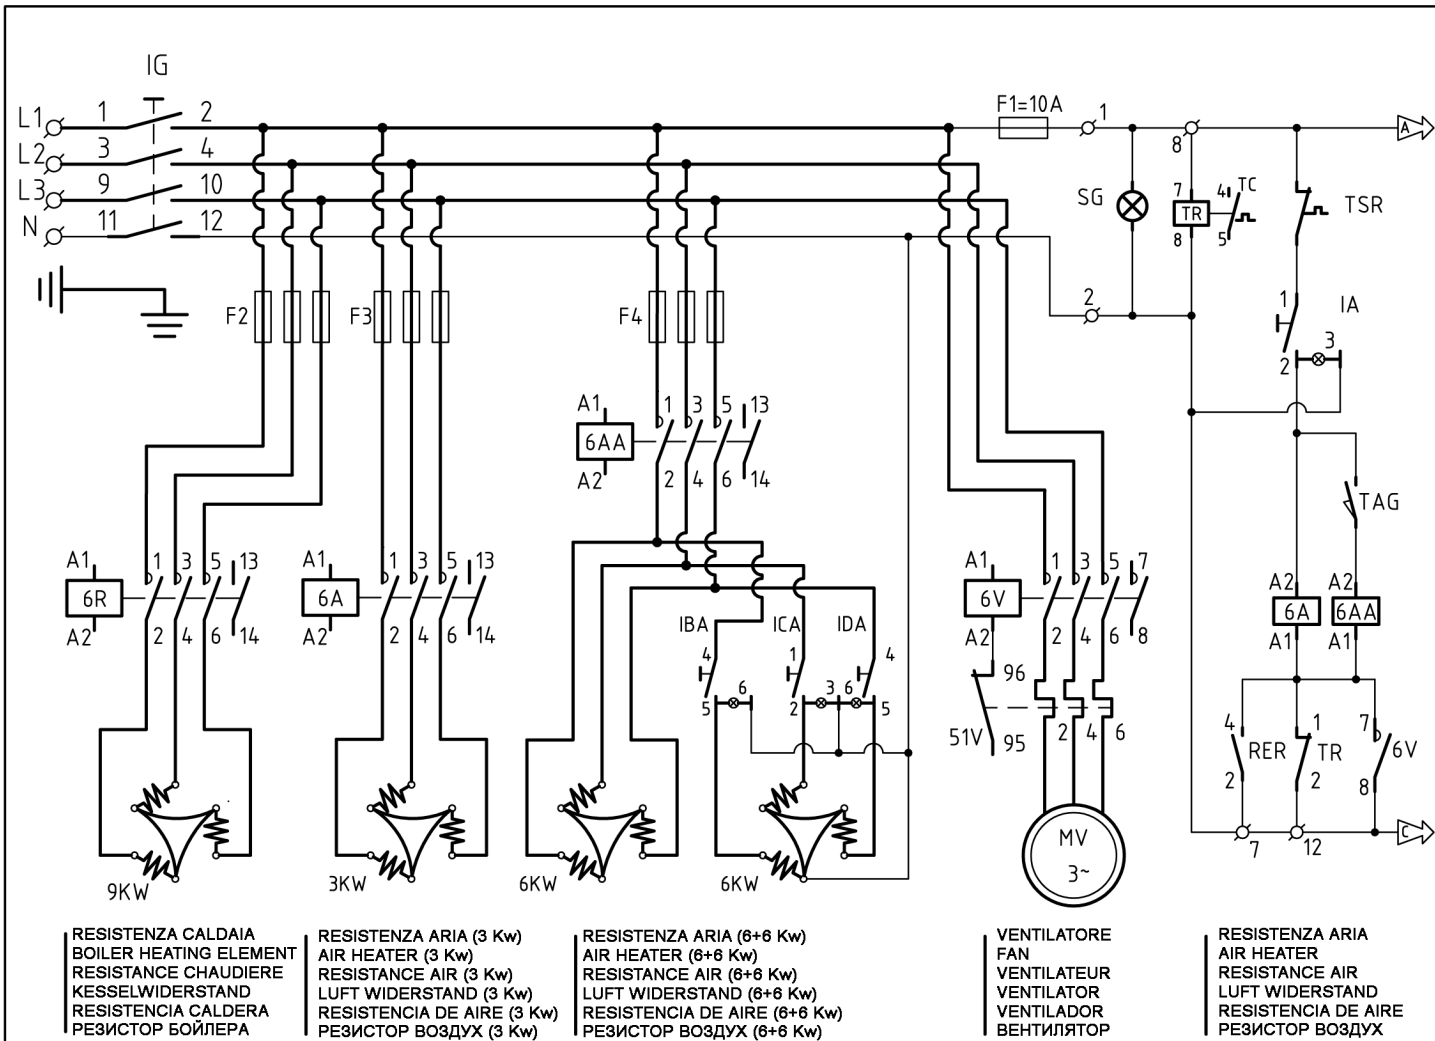 IG
F1=10A
1
L1 1 2
A
L2 3 4
8
L3 9 10
7 4 TC
SG
TR
TSR
N 11 12
8 5
2
1 IA
F2 F3 F4
3
2
A1 1 3 5 13
6AA
A2 2 4 6 14
TAG
A1 1 3 5 13
6R
A2 2 4 6 14
A1 1 3 5 13
6A
A2 2 4 6 14
A1 1 3 5 7
6V
A2 2 4 6 8
A2 A2
6A 6AA
A1 A1
IBA ICA IDA
4 1 4
6 3 6
5 2 5
96
51V 95
2 4 6
4 1 7
RER TR 6V
2 2 8
7 12
C
MV
3~
9KW
3KW
6KW
6KW
RESISTENZA CALDAIA
BOILER HEATING ELEMENT
RESISTANCE CHAUDIERE
KESSELWIDERSTAND
RESISTENCIA CALDERA
РЕЗИСТОР БОЙЛЕРА
RESISTENZA ARIA (3 Kw)
AIR HEATER (3 Kw)
RESISTANCE AIR (3 Kw)
LUFT WIDERSTAND (3 Kw)
RESISTENCIA DE AIRE (3 Kw)
РЕЗИСТОР ВОЗДУХ (3 Kw)
RESISTENZA ARIA (6+6 Kw)
AIR HEATER (6+6 Kw)
RESISTANCE AIR (6+6 Kw)
LUFT WIDERSTAND (6+6 Kw)
RESISTENCIA DE AIRE (6+6 Kw)
РЕЗИСТОР ВОЗДУХ (6+6 Kw)
VENTILATORE
FAN
VENTILATEUR
VENTILATOR
VENTILADOR
ВЕНТИЛЯТОР
RESISTENZA ARIA
AIR HEATER
RESISTANCE AIR
LUFT WIDERSTAND
RESISTENCIA DE AIRE
РЕЗИСТОР ВОЗДУХ